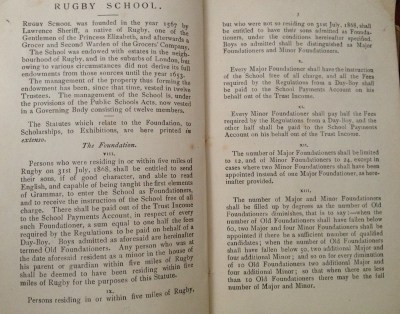 RUGBY SCHOOL.
RUGBY SCHOOL was founded in the year 1567 by
Lawrence Sheriff, a native of Rugby, one of the
Gentlemen of the Princess Elizabeth, and afterwards a
Grocer and Second Warden of the Grocers' Company.
The School was endowed with estates in the neigh-
bourhood of Rugby, and in the suburbs of London, but
owing to various circumstances did not derive its full
endowments from those sources until the year 1653.
The management of the property thus forming the
endowment has been, since that time, vested in twelve
Trustees. The management of the School is, under
the provisions of the Public Schools Acts, now vested
in a Governing Body consisting of twelve members.
The Statutes which relate to the Foundation, to
Scholarships, to Exhibitions, are here printed in
extenso.
The Foundation.
VIII.
Persons who were residing in or within five miles of
Rugby on 31st July, 1868, shall be entitled to send
their sons, if of good character, and able to read
English, and capable of being taught the first elements
of Grammar, to enter the School as Foundationers,
and to receive the instruction of the School free of all
charge. There shall be paid out of the Trust Income
to the School Payments Account, in respect of every
such Foundationer, a sum equal to one half the fees
required by the Regulations to be paid on behalf of a
Day-Boy. Boys admitted as aforesaid are hereinafter
termed Old Foundationers. Any person who was at
the date aforesaid resident as a minor in the house of
his parent or guardian within five miles of Rugby
shall be deemed to have been residing within five
miles of Rugby for the purposes of this Statute.
IX.
Persons residing in or within five miles of Rugby,
but who were not so residing on 31st July, 1868, shall
be entitled to have their sons admitted as Founda-
tioners, under the conditions hereinafter specified.
Boys so admitted shall be distinguished as Major
Foundationers and Minor Foundationers.
X.
Every Major Foundationer shall have the instruction
of the School free of all charge, and all the Fees
required by the Regulations from a Day-Boy shall
be paid to the School Payments Account on his
behalf out of the Trust Income.
XI.
Every Minor Foundationer shall pay half the Fees
required by the Regulations from a Day-Boy, and the
other half shall be paid to the School Payments
Account on his behalf out of the Trust Income.
XII.
The number of Major Foundationers shall be limited
to 12, and of Minor Foundationers to 24, except in
cases where two Minor Foundationers shall have been
appointed instead of one Major Foundationer, as here-
inafter provided.
XIII.
The number of Major and Minor Foundationers
shall be filled up by degrees as the number of Old
Foundationers diminishes, that is to say:—when the
number of Old Foundationers shall have fallen below
60, two Major and four Minor Foundationers shall be
appointed if there be a sufficient number of qualified
candidates; when the number of Old Foundationers
shall have fallen below 50, two additional Major and
four additional Minor; and so on for every diminution
of 10 Old Foundationers two additional Major and
four additional Minor; so that when there are less
than 10 Old Foundationers there may be the full
number of Major and Minor.